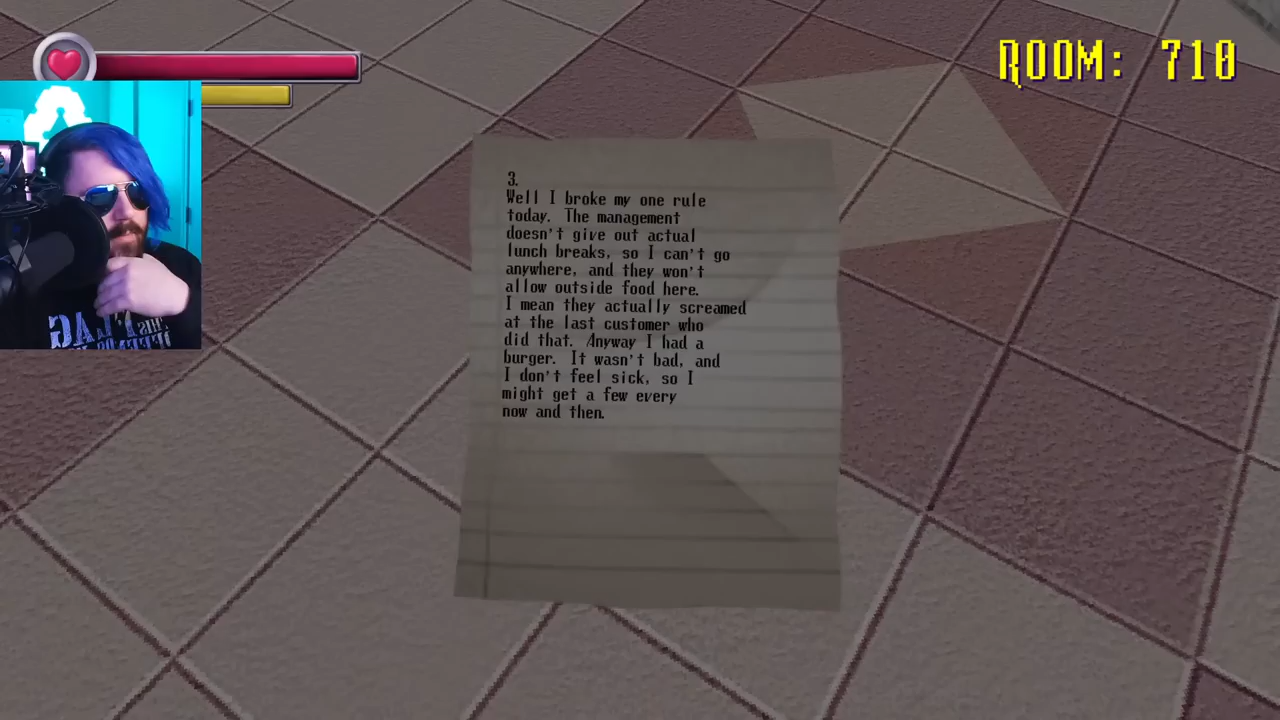 ROOM: 710
3.
Well I broke my one rule
today. The management
doesn't give out actual
lunch breaks, so I can't go
anywhere, and they won't
allow outside food here.
I mean they actually screamed
at the last customer who
did that. Anyway I had a
burger. It wasn't bad, and
I don't feel sick, so I
might get a few every
now and then.